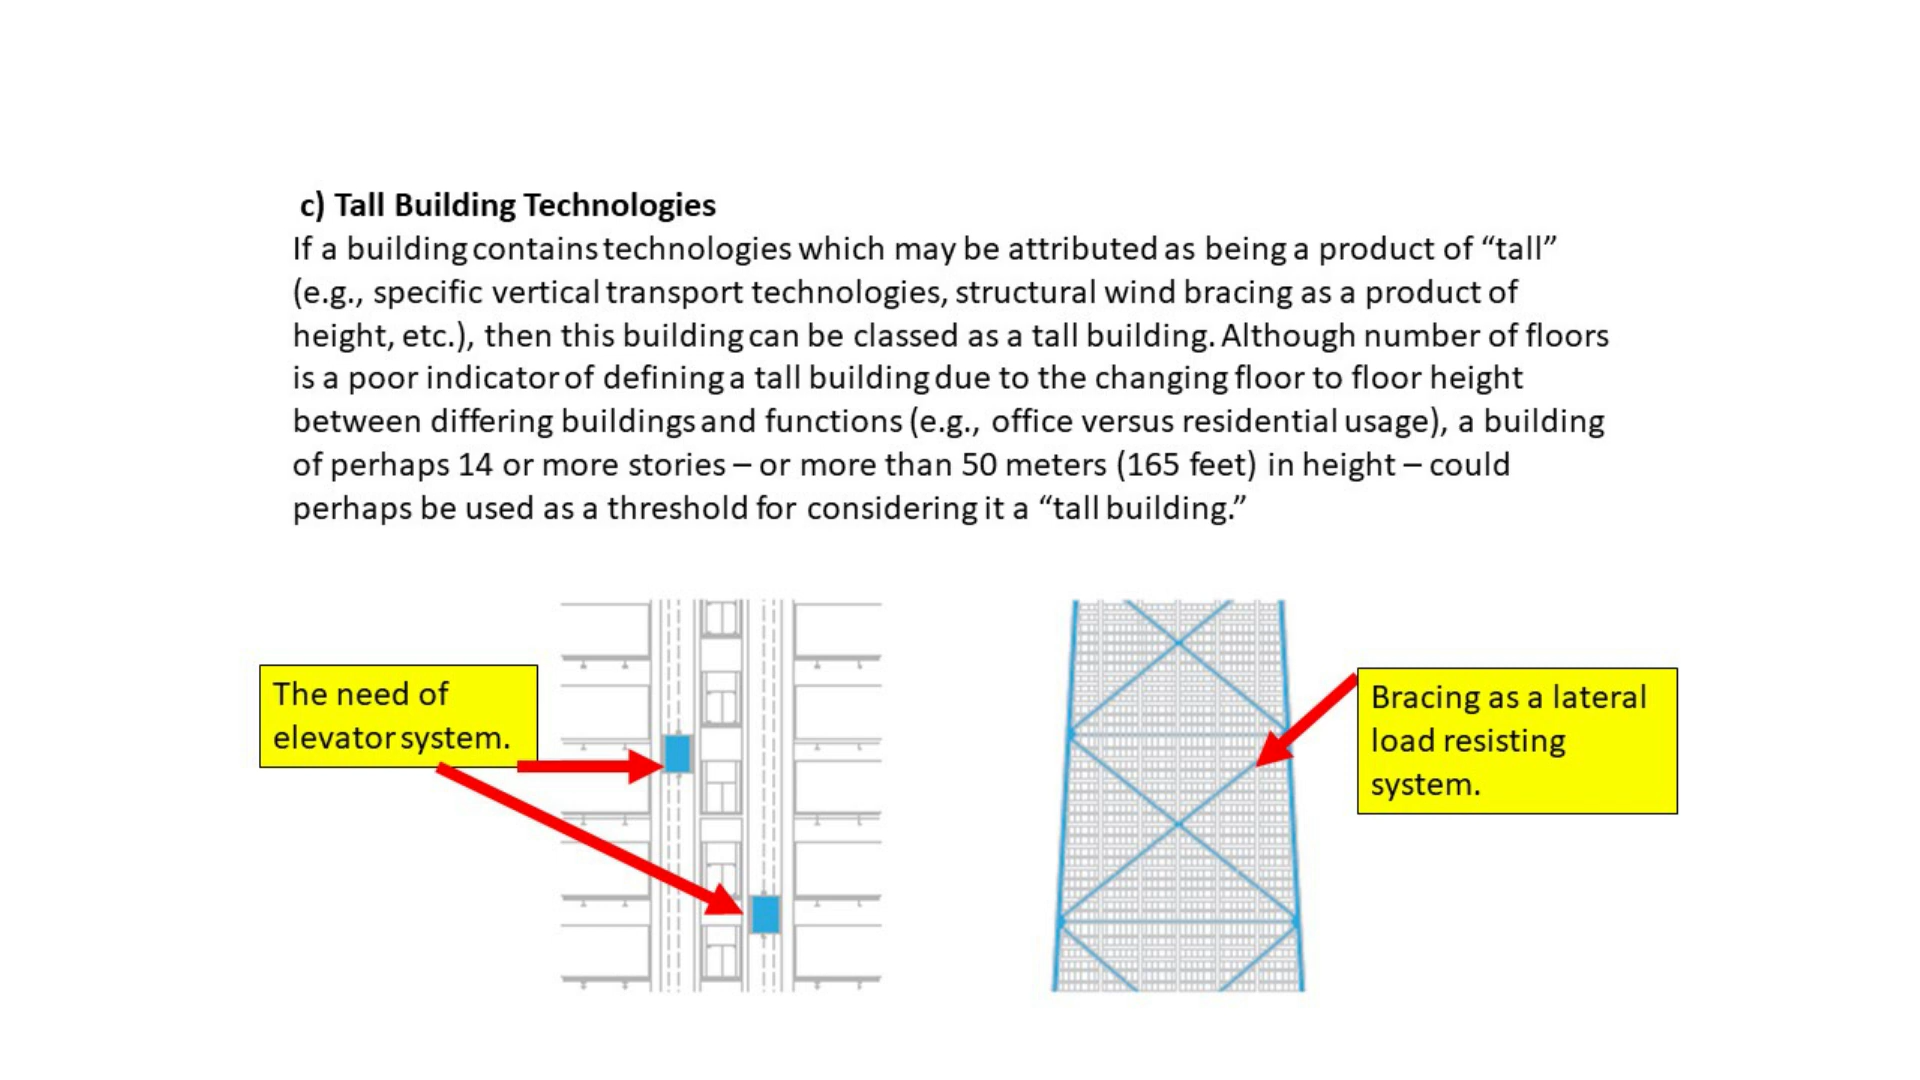 c) Tall Building Technologies
If a building contains technologies which may be attributed as being a product of “tall”
(e.g., specific vertical transport technologies, structural wind bracing as a product of
height, etc.), then this building can be classed as a tall building. Although number of floors
is a poor indicator of defining a tall building due to the changing floor to floor height
between differing buildings and functions (e.g., office versus residential usage), a building
of perhaps 14 or more stories – or more than 50 meters (165 feet) in height – could
perhaps be used as a threshold for considering it a “tall building.”
The need of
elevator system.
Bracing as a lateral
load resisting
system.